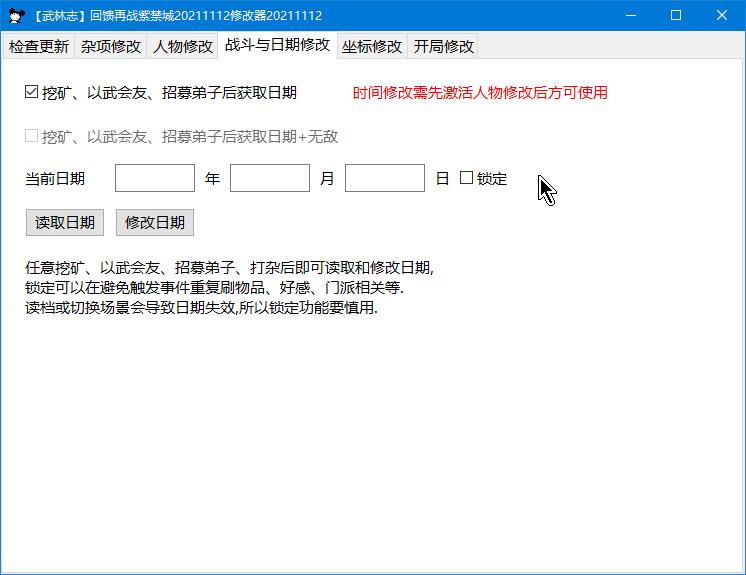 【武林志】回馈再战紫禁城20211112修改器20211112
检查更新 杂项修改 人物修改 战斗与日期修改 坐标修改 开局修改
挖矿、以武会友、招募弟子后获取日期 时间修改需先激活人物修改后方可使用
挖矿、以武会友、招募弟子后获取日期+无敌
当前日期 年 月 日 锁定
读取日期 修改日期
任意挖矿、以武会友、招募弟子、打杂后即可读取和修改日期,
锁定可以在避免触发事件重复刷物品、好感、门派相关等.
读档或切换场景会导致日期失效,所以锁定功能要慎用.